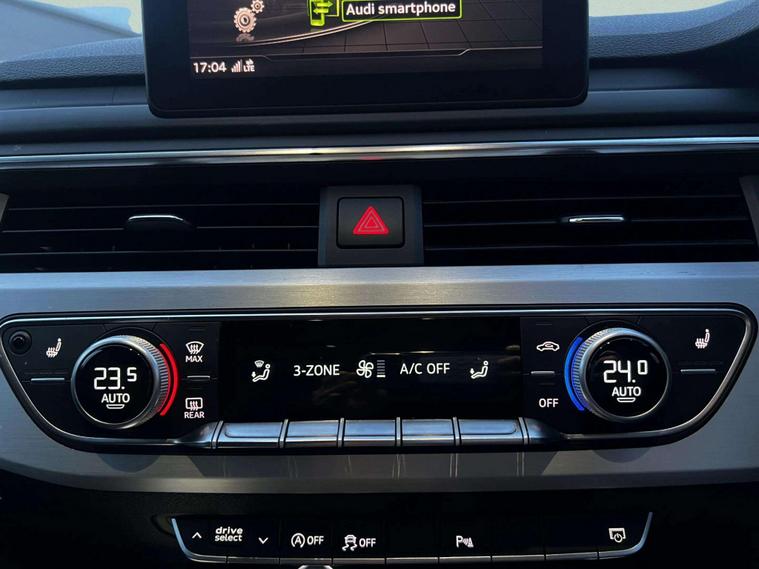 Audi smartphone
17:04 LTE
23.5
AUTO
MAX
REAR
3-ZONE
A/C OFF
OFF
24.0
AUTO
drive
select
A OFF
OFF
P